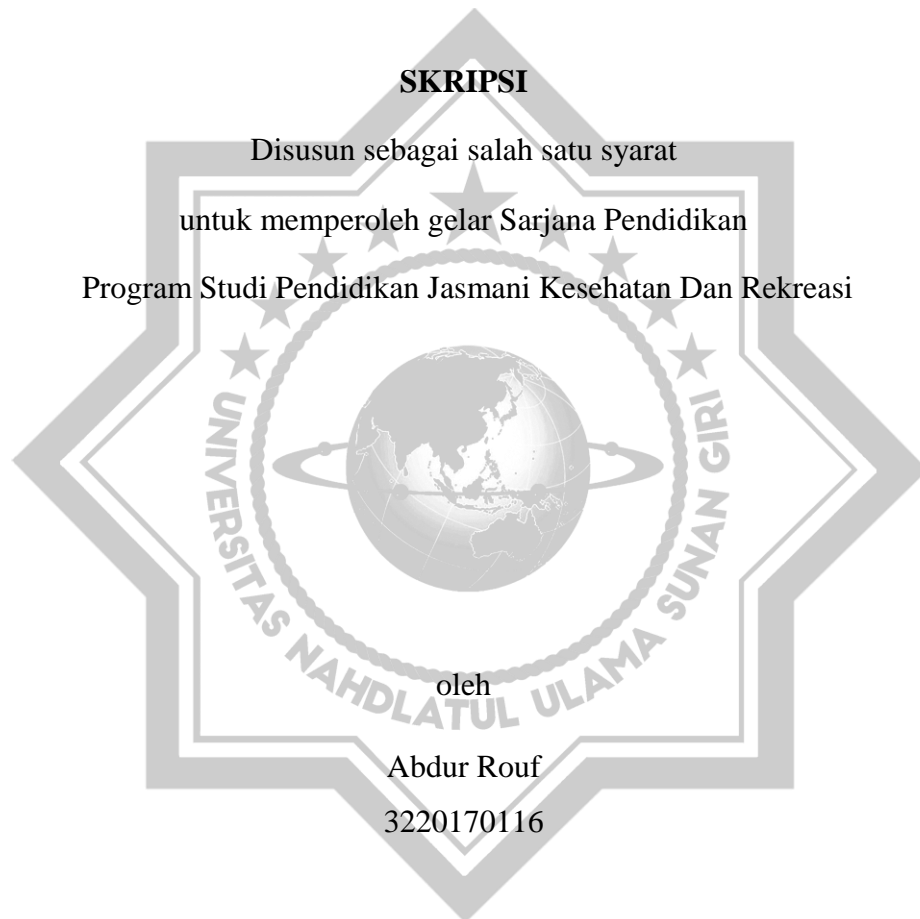 SKRIPSI
Disusun sebagai salah satu syarat
untuk memperoleh gelar Sarjana Pendidikan
Program Studi Pendidikan Jasmani Kesehatan Dan Rekreasi
UNIVERSITAS NAHDLATUL ULAMA SUNAN GIRI
oleh
Abdur Rouf
3220170116